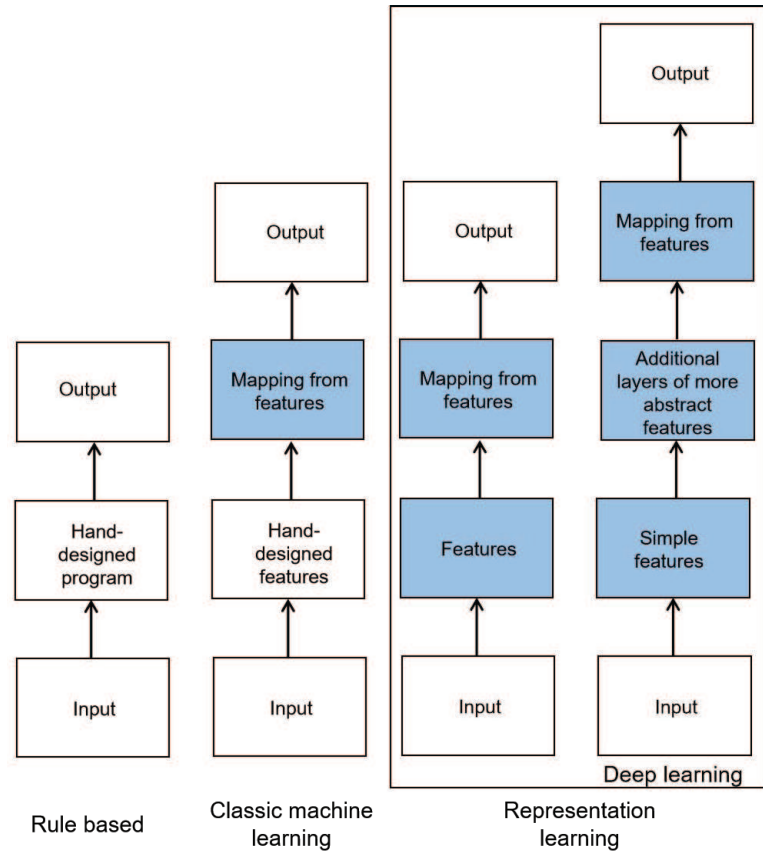 Output
Hand-
designed
program
Input
Rule based
Output
Mapping from
features
Hand-
designed
features
Input
Classic machine
learning
Output
Mapping from
features
Features
Input
Output
Mapping from
features
Additional
layers of more
abstract
features
Simple
features
Input
Deep learning
Representation
learning